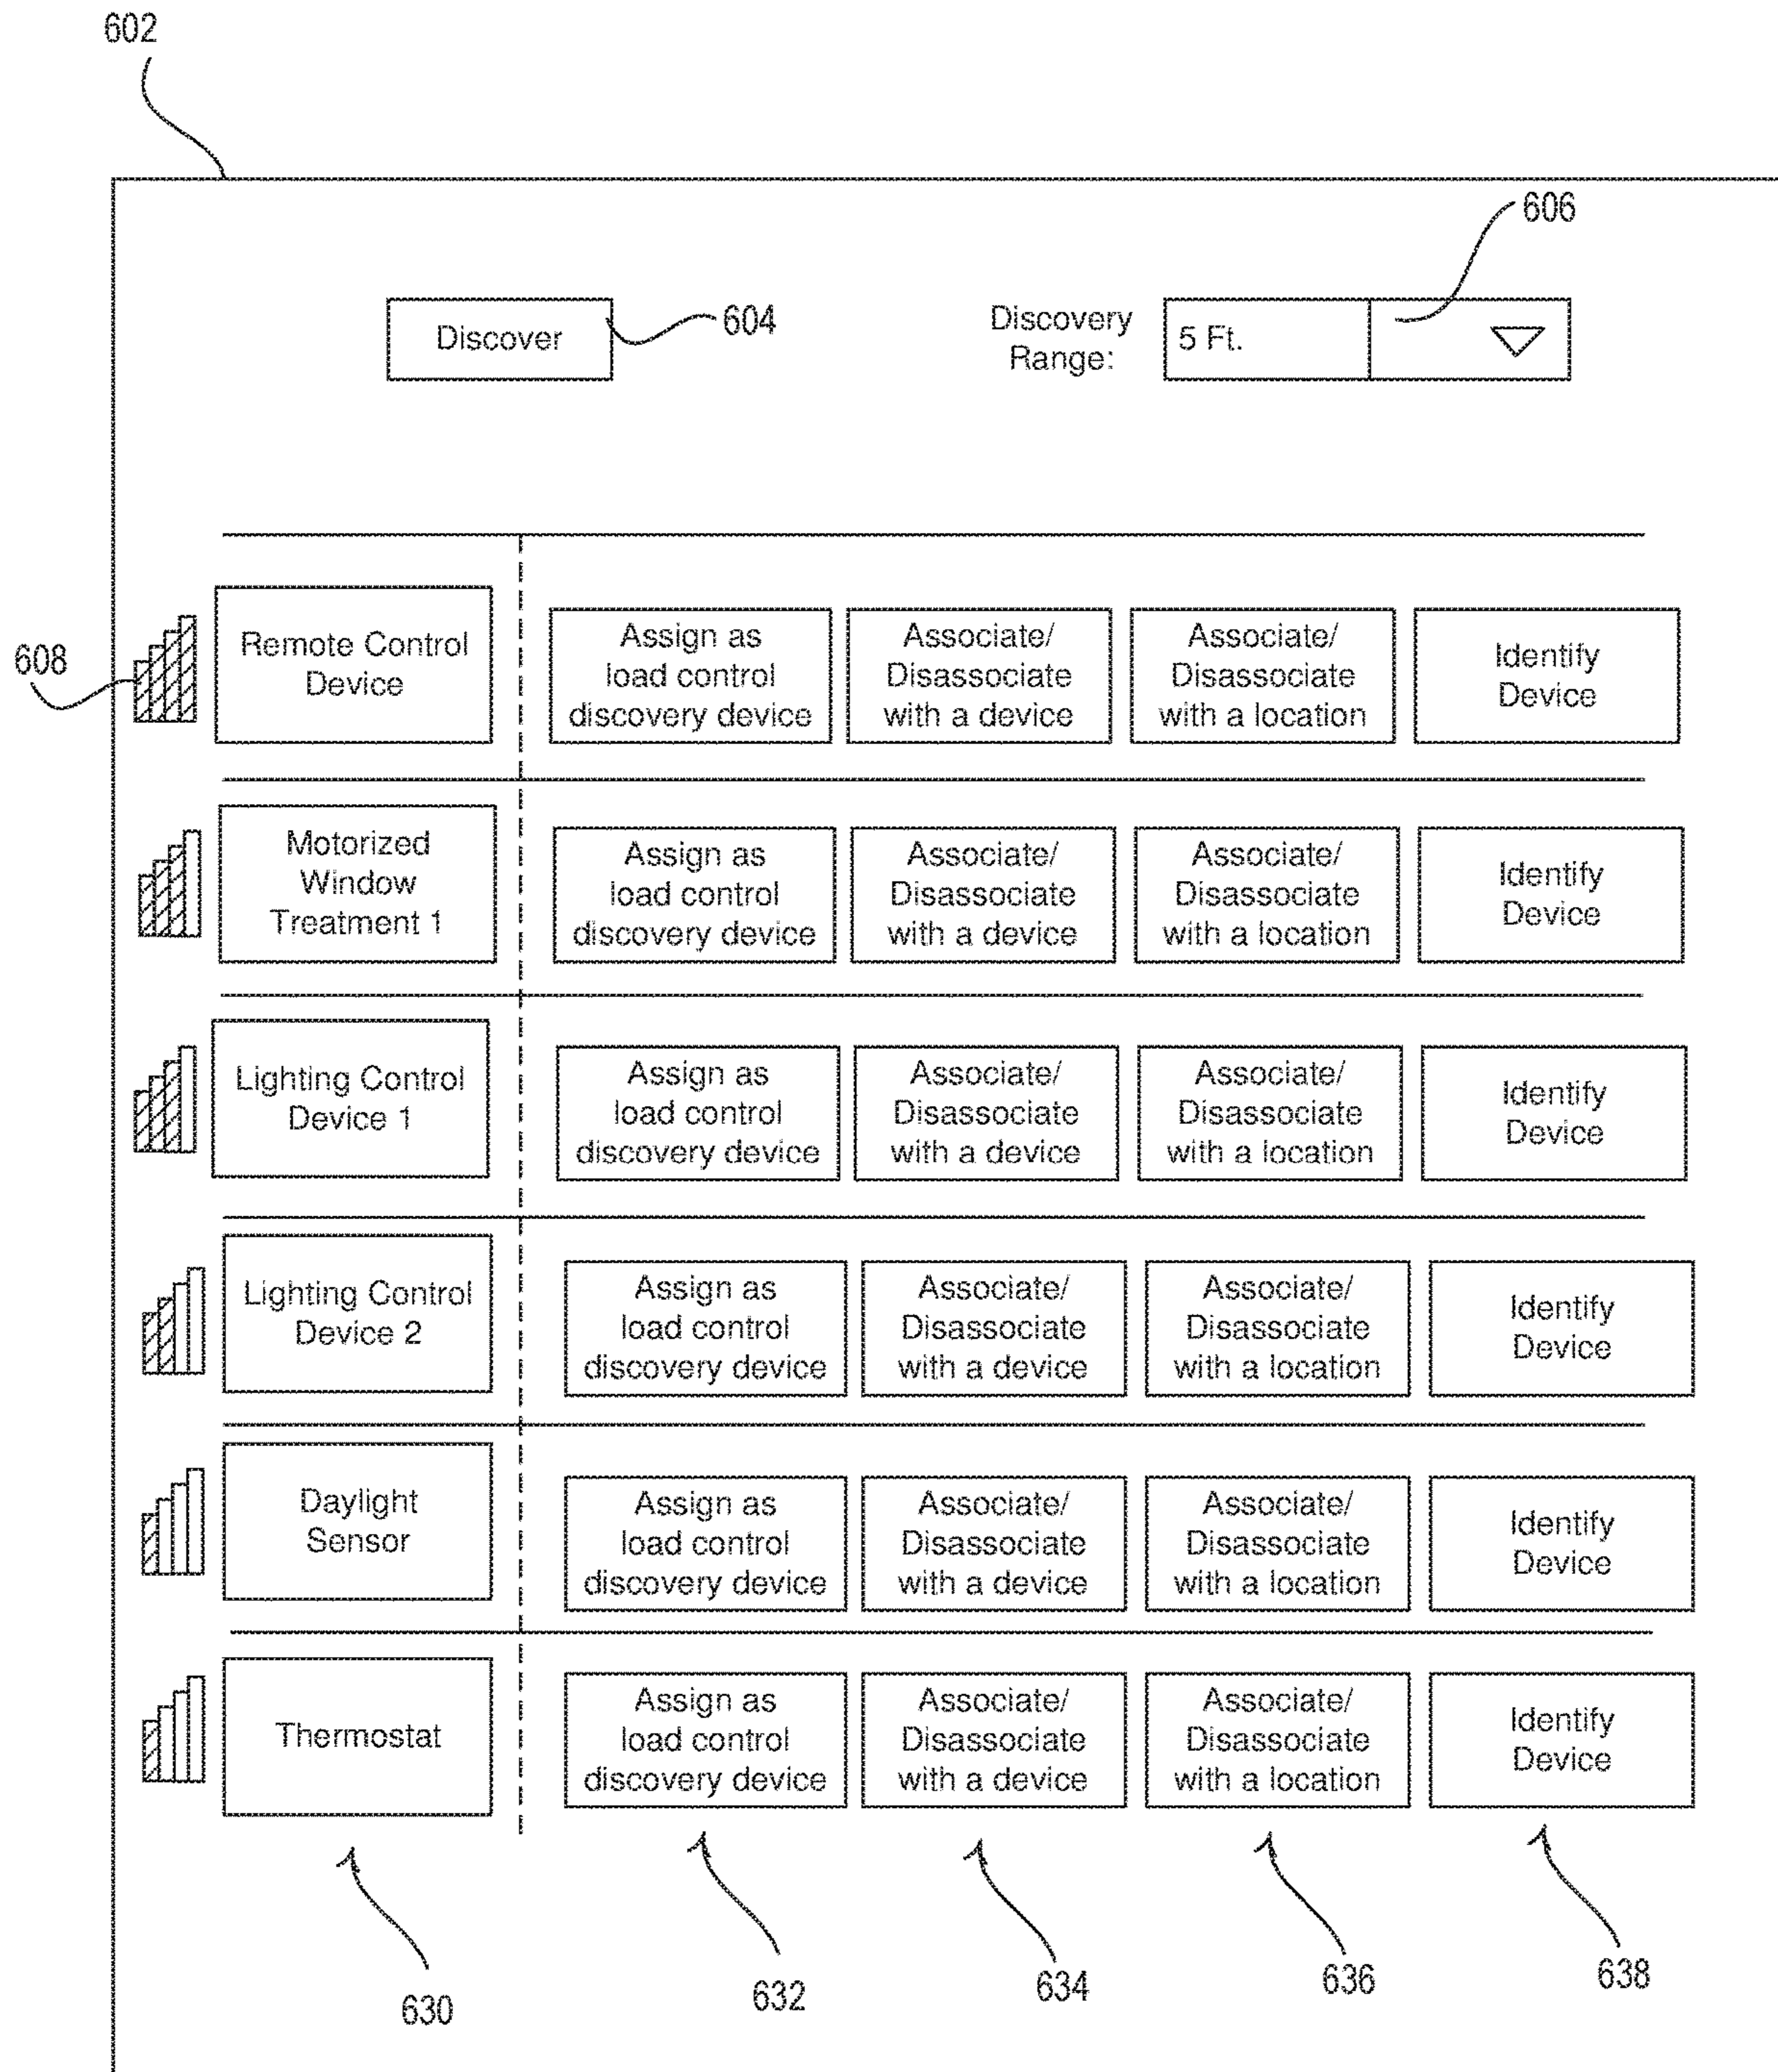 602
606
Discover
604
Discovery
Range:
5 Ft.
608
Remote Control
Device
Assign as
load control
discovery device
Associate/
Disassociate
with a device
Associate/
Disassociate
with a location
Identify
Device
Motorized
Window
Treatment 1
Assign as
load control
discovery device
Associate/
Disassociate
with a device
Associate/
Disassociate
with a location
Identify
Device
Lighting Control
Device 1
Assign as
load control
discovery device
Associate/
Disassociate
with a device
Associate/
Disassociate
with a location
Identify
Device
Lighting Control
Device 2
Assign as
load control
discovery device
Associate/
Disassociate
with a device
Associate/
Disassociate
with a location
Identify
Device
Daylight
Sensor
Assign as
load control
discovery device
Associate/
Disassociate
with a device
Associate/
Disassociate
with a location
Identify
Device
Thermostat
Assign as
load control
discovery device
Associate/
Disassociate
with a device
Associate/
Disassociate
with a location
Identify
Device
630
632
634
636
638